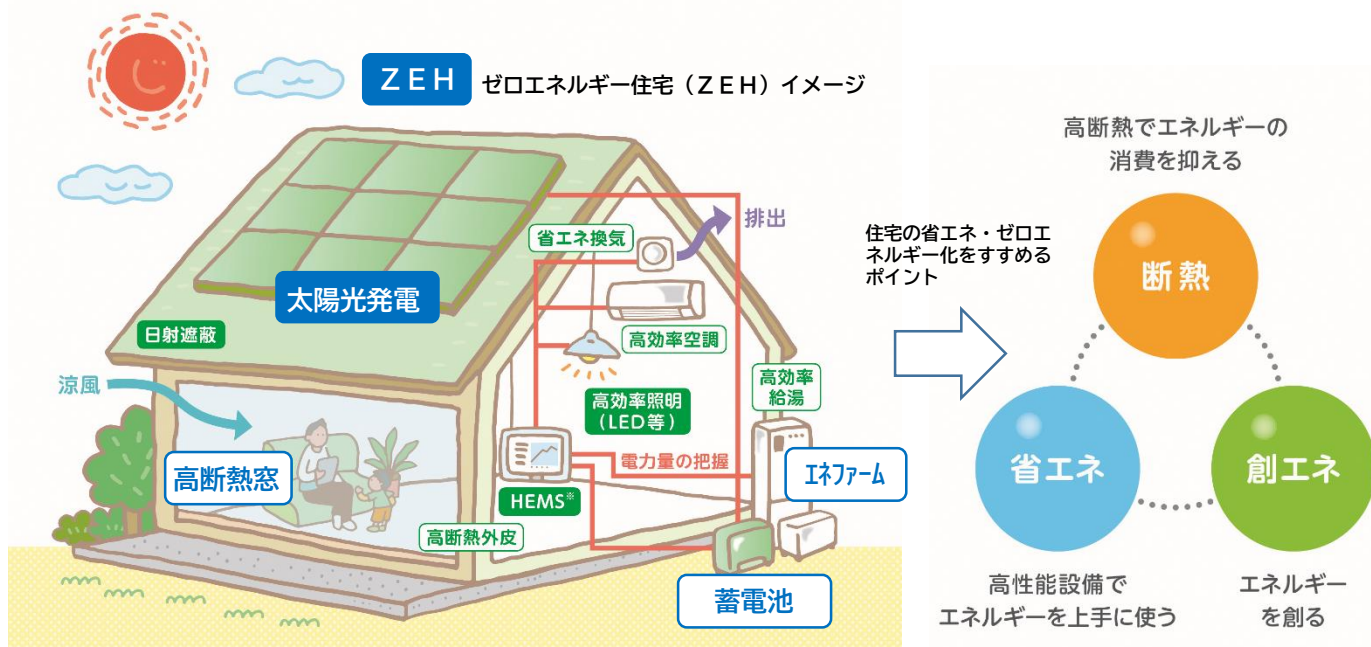 ＺＥＨ
ゼロエネルギー住宅（ＺＥＨ）イメージ
排出
省エネ換気
太陽光発電
日射遮蔽
高効率空調
涼風
高効率照明
（LED等）
高効率
給湯
高断熱窓
電力量の把握
エネファーム
HEMS※
高断熱外皮
蓄電池
住宅の省エネ・ゼロエ
ネルギー化をすすめる
ポイント
高断熱でエネルギーの
消費を抑える
断熱
省エネ
創エネ
高性能設備で
エネルギーを上手に使う
エネルギー
を創る